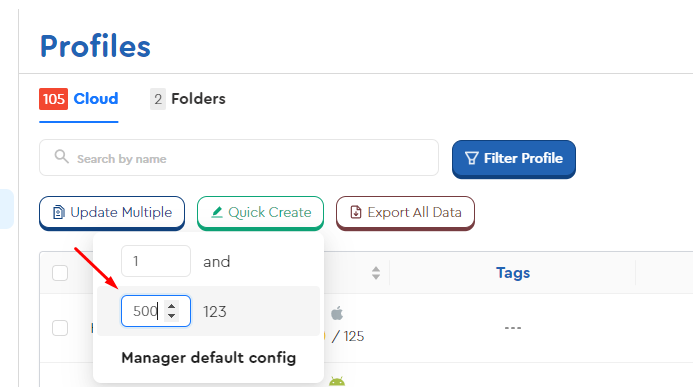 Profiles
105 Cloud 2 Folders
Search by name
Filter Profile
Update Multiple Quick Create Export All Data
1 and
Tags
500 123
/ 125 ---
Manager default config